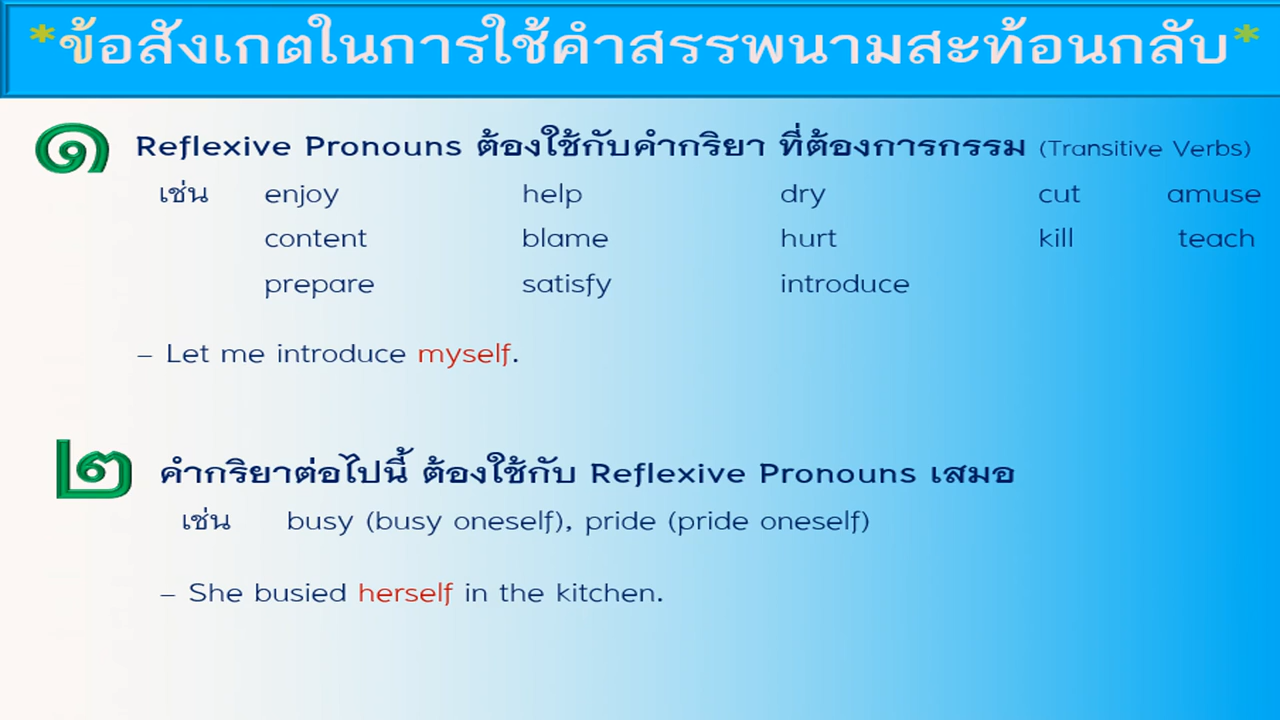 *ข้อสังเกตในการใช้คำสรรพนามสะท้อนกลับ*
๑ Reflexive Pronouns ต้องใช้กับคำกริยา ที่ต้องการกรรม (Transitive Verbs)
เช่น enjoy help dry cut amuse
content blame hurt kill teach
prepare satisfy introduce
– Let me introduce myself.
๒ คำกริยาต่อไปนี้ ต้องใช้กับ Reflexive Pronouns เสมอ
เช่น busy (busy oneself), pride (pride oneself)
– She busied herself in the kitchen.